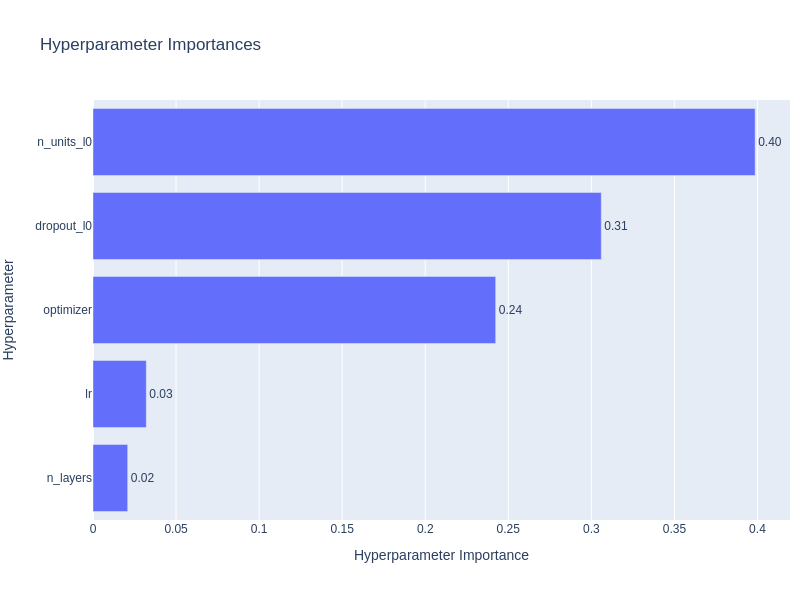 Hyperparameter Importances
Hyperparameter
n_units_l0
0.40
dropout_l0
0.31
optimizer
0.24
lr
0.03
n_layers
0.02
0
0.05
0.1
0.15
0.2
0.25
0.3
0.35
0.4
Hyperparameter Importance